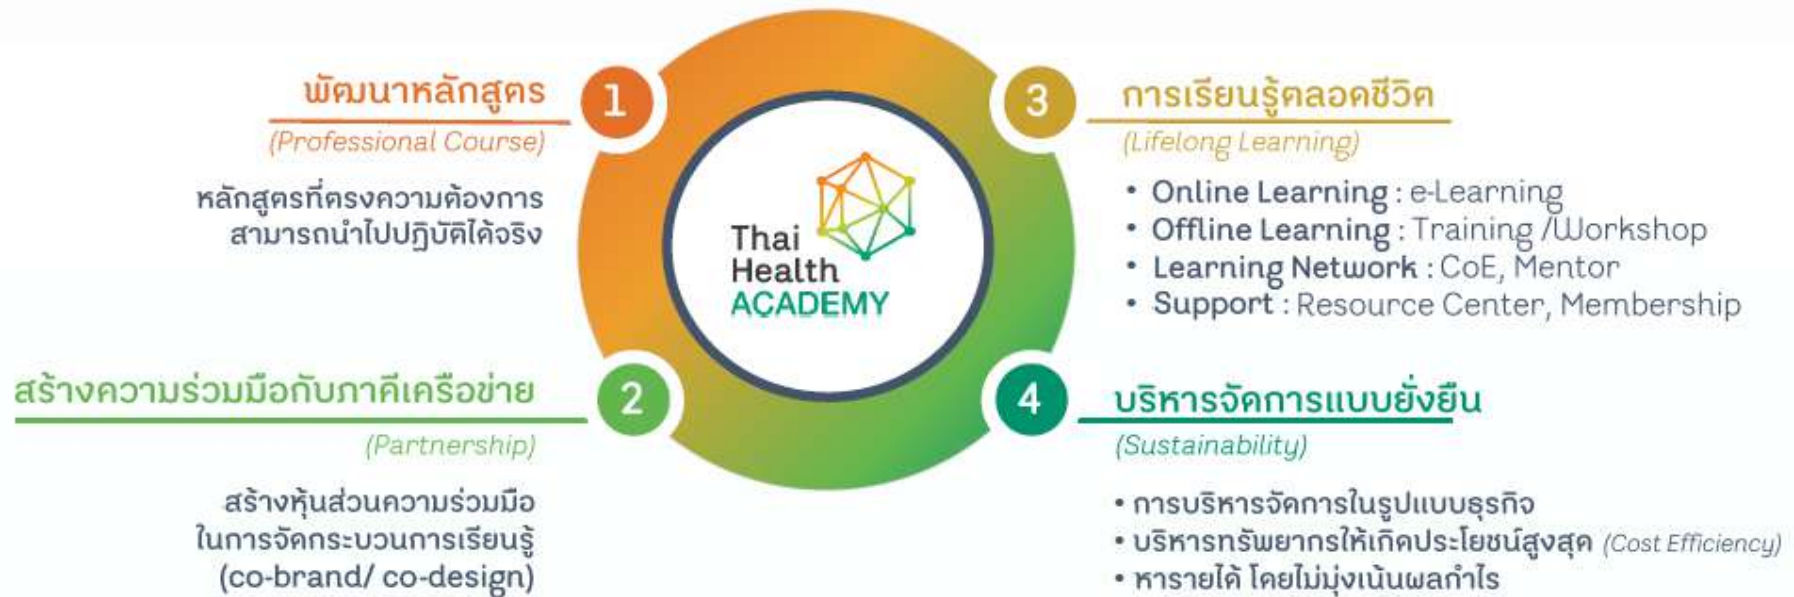 1
พัฒนาหลักสูตร
(Professional Course)
หลักสูตรที่ตรงความต้องการ
สามารถนำไปปฏิบัติได้จริง
2
สร้างความร่วมมือกับภาคีเครือข่าย
(Partnership)
สร้างหุ้นส่วนความร่วมมือ
ในการจัดกระบวนการเรียนรู้
(co-brand/ co-design)
Thai
Health
ACADEMY
3
การเรียนรู้ตลอดชีวิต
(Lifelong Learning)
• Online Learning : e-Learning
• Offline Learning : Training /Workshop
• Learning Network : CoE, Mentor
• Support : Resource Center, Membership
4
บริหารจัดการแบบยั่งยืน
(Sustainability)
• การบริหารจัดการในรูปแบบธุรกิจ
• บริหารทรัพยากรให้เกิดประโยชน์สูงสุด (Cost Efficiency)
• หารายได้ โดยไม่มุ่งเน้นผลกำไร